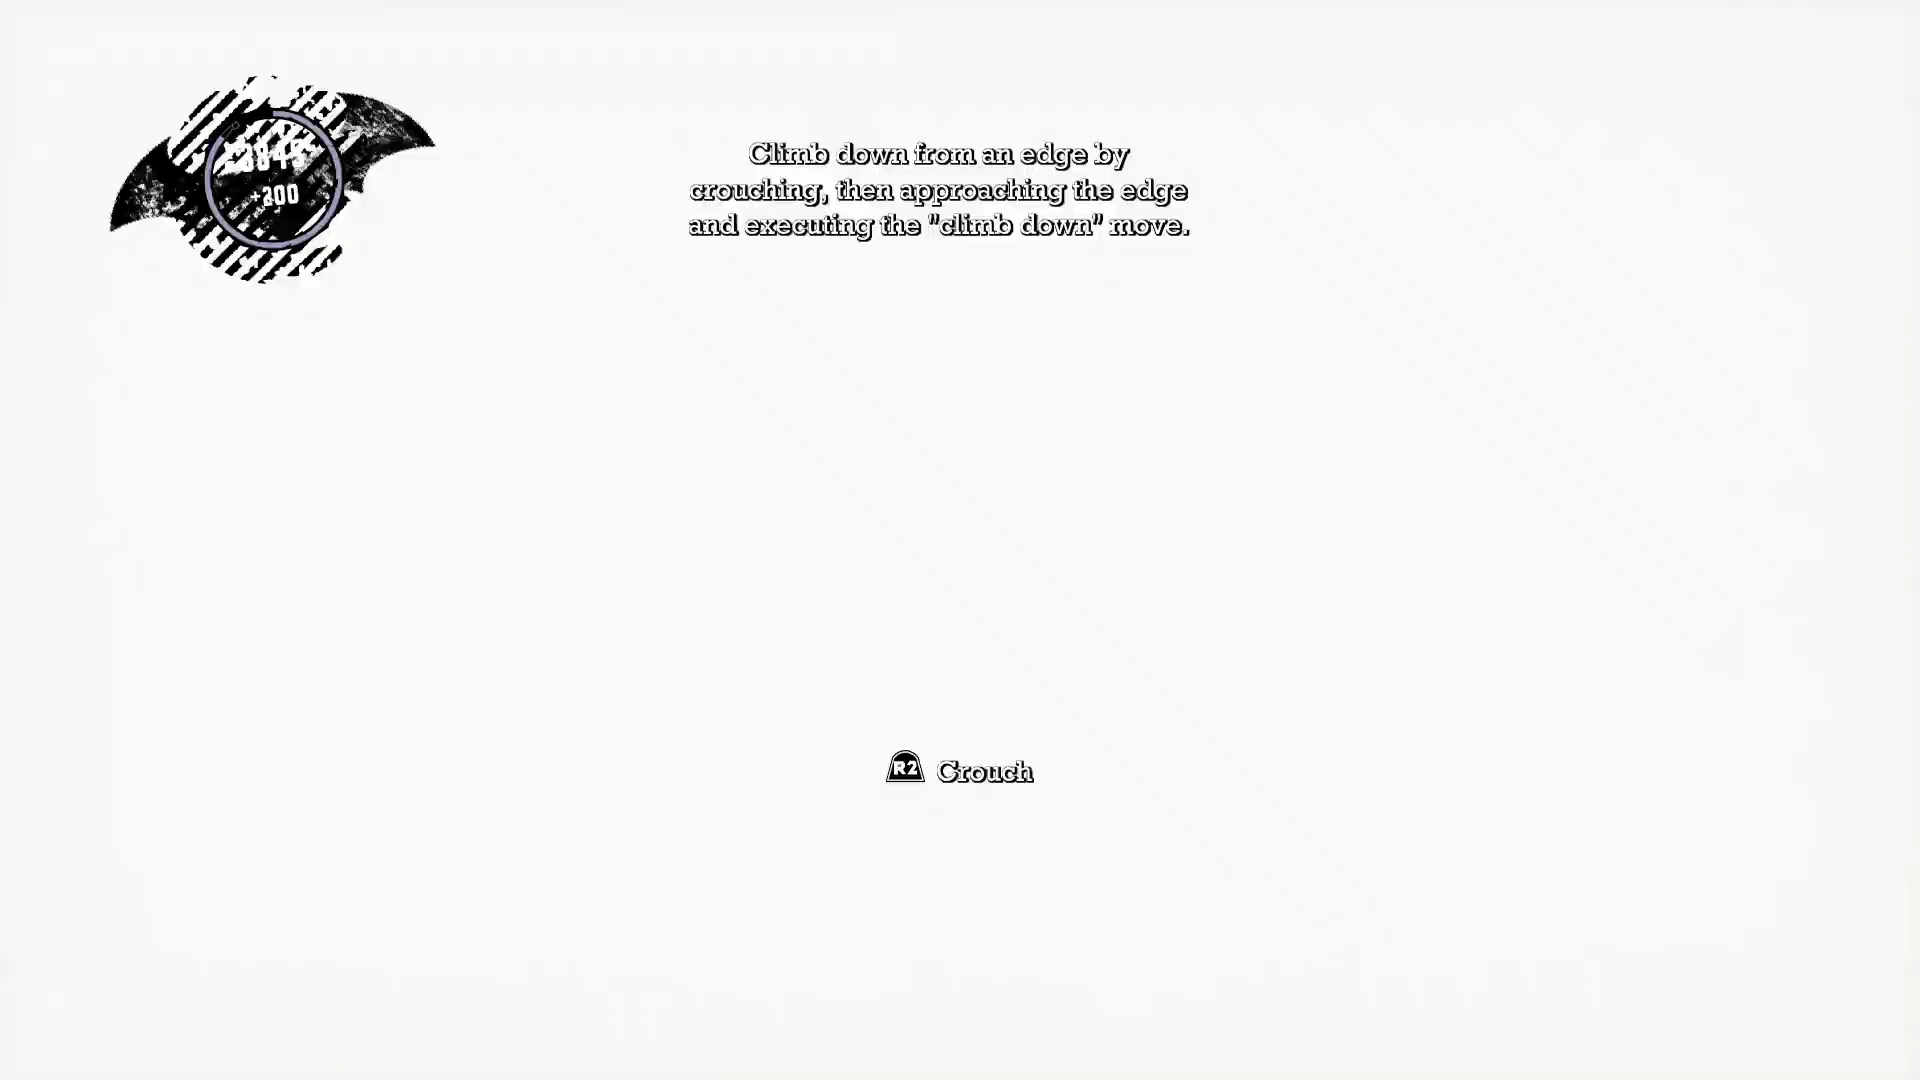 +200
Climb down from an edge by
crouching, then approaching the edge
and executing the "climb down" move.
R2 Crouch